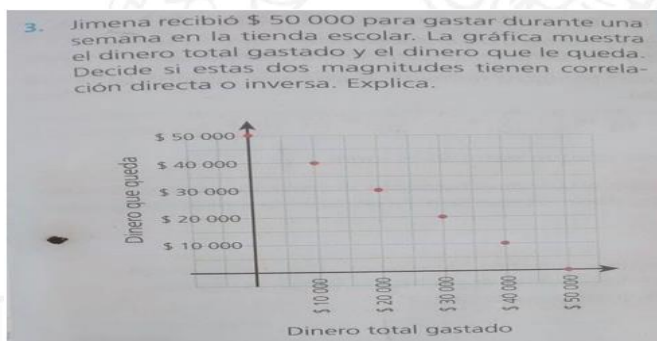 3. Jimena recibió $ 50 000 para gastar durante una
semana en la tienda escolar. La gráfica muestra
el dinero total gastado y el dinero que le queda.
Decide si estas dos magnitudes tienen correla-
ción directa o inversa. Explica.
Dinero que queda
$ 50 000
$ 40 000
$ 30 000
$ 20 000
$ 10 000
$ 10 000
$ 20 000
$ 30 000
$ 40 000
$ 50 000
Dinero total gastado